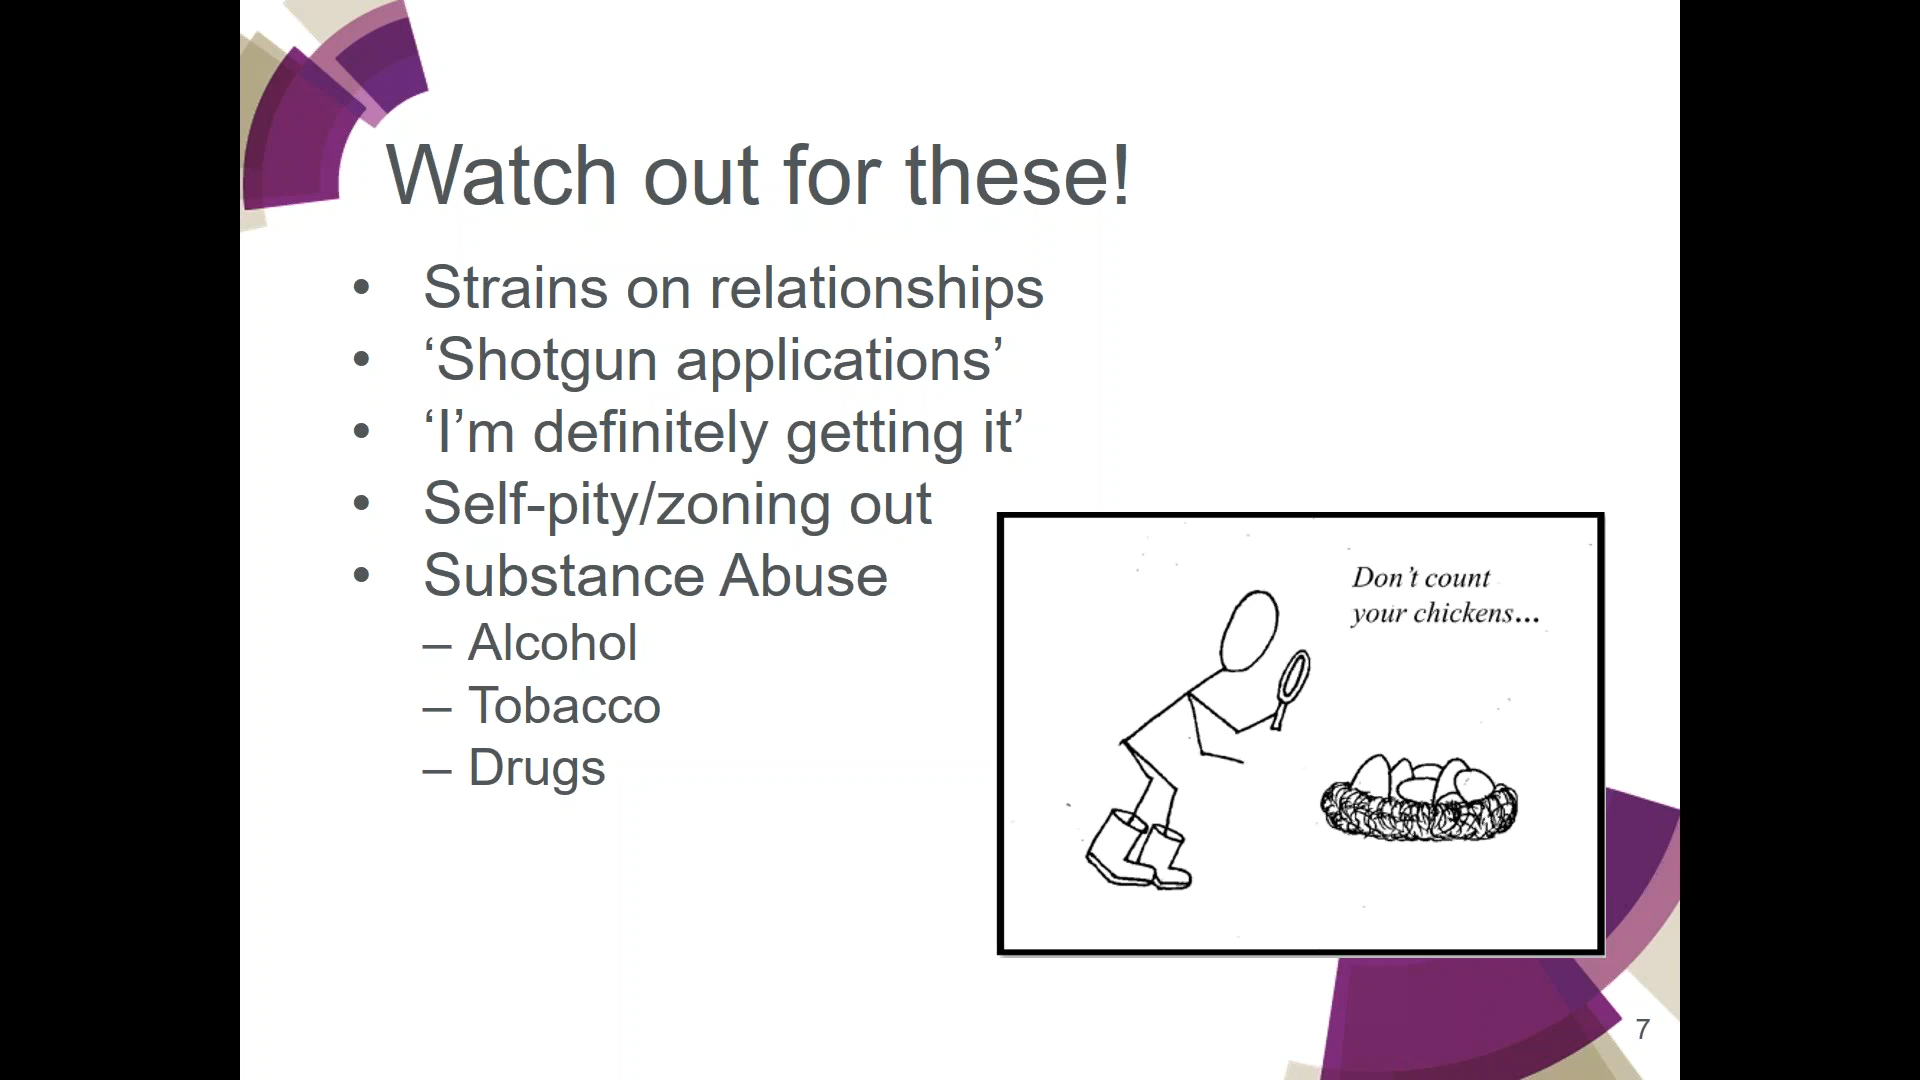 Watch out for these!
• Strains on relationships
• ‘Shotgun applications’
• ‘I’m definitely getting it’
• Self-pity/zoning out
• Substance Abuse
– Alcohol
– Tobacco
– Drugs
Don’t count
your chickens...
7